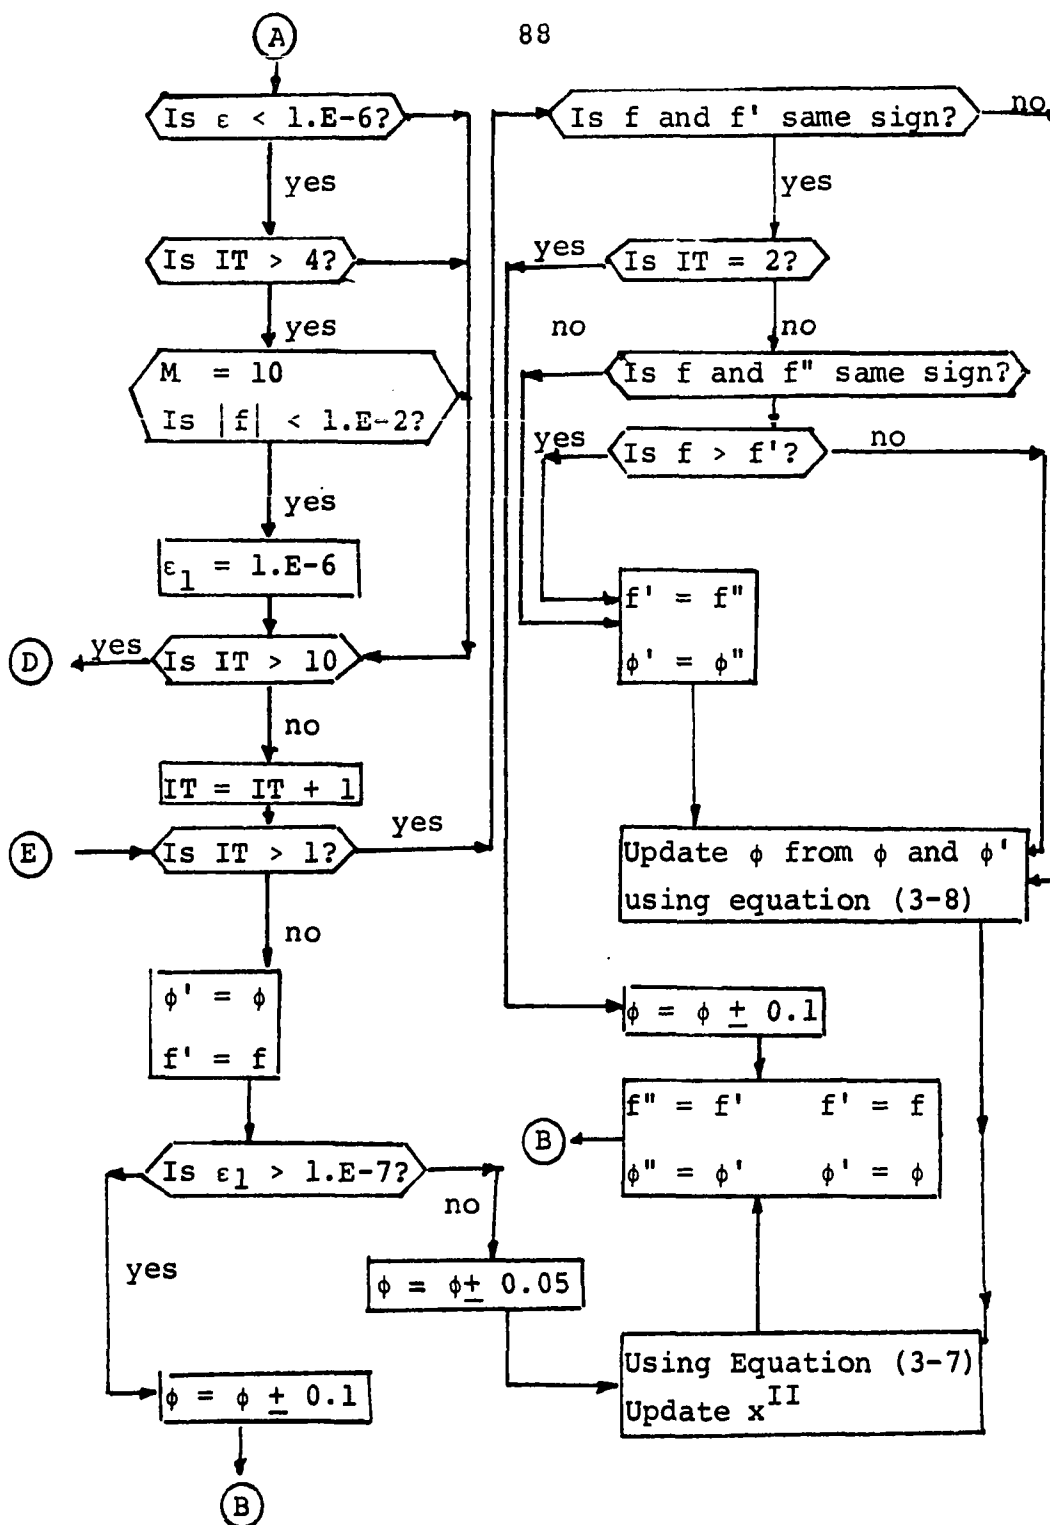 88
A
Is ε < 1.E-6?
yes
Is IT > 4?
yes
M = 10
Is |f| < 1.E-2?
yes
ε1 = 1.E-6
D
yes
Is IT > 10
no
IT = IT + 1
E
Is IT > 1?
yes
no
φ' = φ
f' = f
Is ε1 > 1.E-7?
no
yes
φ = φ ± 0.05
φ = φ ± 0.1
B
Is f and f' same sign?
no
yes
yes
Is IT = 2?
no
no
Is f and f" same sign?
yes
Is f > f'?
no
f' = f"
φ' = φ"
Update φ from φ and φ'
using equation (3-8)
φ = φ ± 0.1
f" = f' f' = f
φ" = φ' φ' = φ
B
Using Equation (3-7)
Update x^II